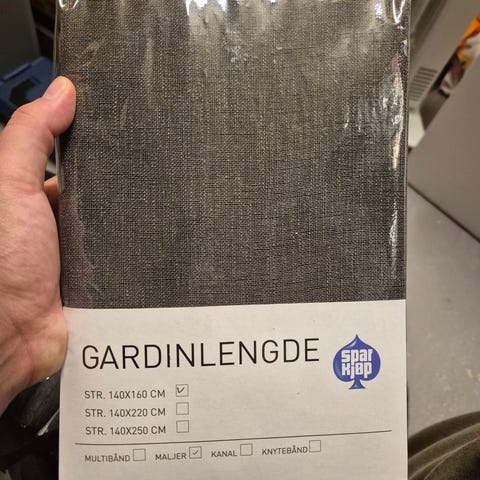 GARDINLENGDE
spar
kjøp
STR. 140X160 CM
STR. 140X220 CM
STR. 140X250 CM
MULTIBÅND MALJER KANAL KNYTEBÅND